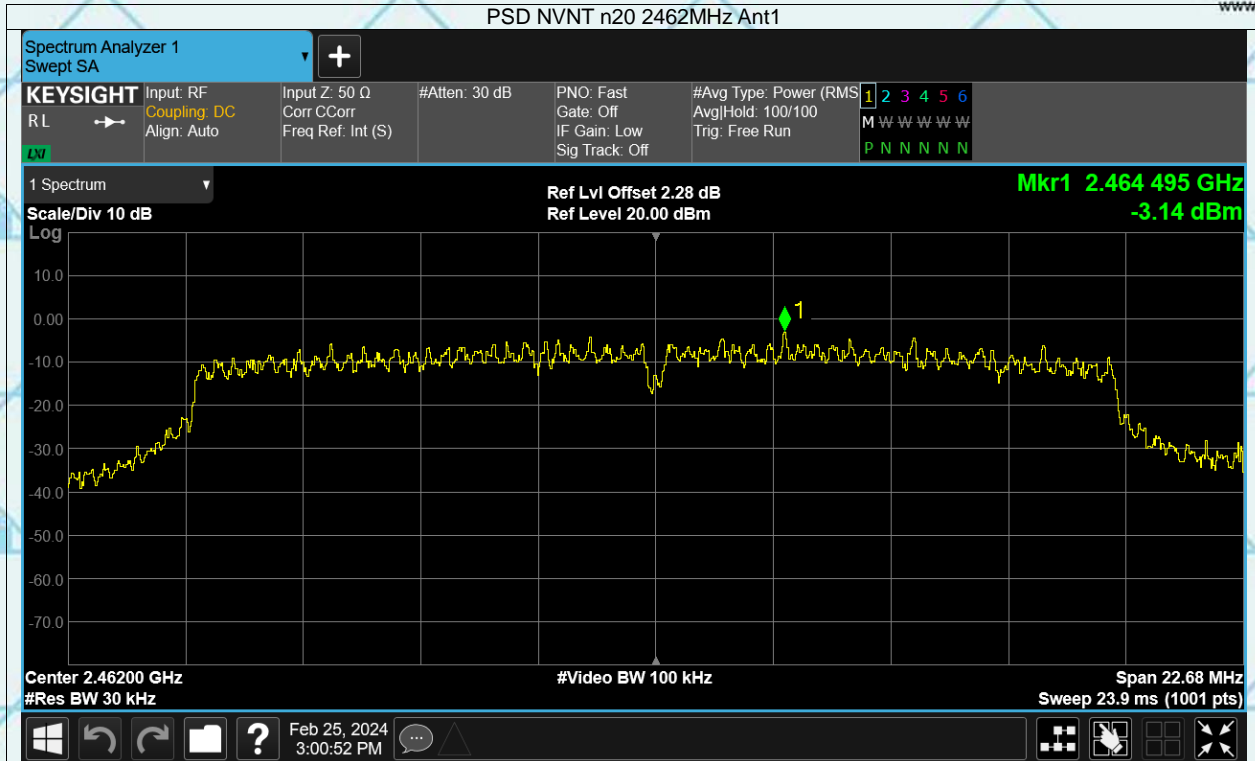 www
PSD NVNT n20 2462MHz Ant1
Spectrum Analyzer 1
Swept SA
KEYSIGHT
R L
LXI
Input: RF
Coupling: DC
Align: Auto
Input Z: 50 Ω
Corr CCorr
Freq Ref: Int (S)
#Atten: 30 dB
PNO: Fast
Gate: Off
IF Gain: Low
Sig Track: Off
#Avg Type: Power (RMS
Avg|Hold: 100/100
Trig: Free Run
1 2 3 4 5 6
M W W W W W
P N N N N N
1 Spectrum
Scale/Div 10 dB
Log
Ref Lvl Offset 2.28 dB
Ref Level 20.00 dBm
Mkr1 2.464 495 GHz
-3.14 dBm
10.0
0.00
-10.0
-20.0
-30.0
-40.0
-50.0
-60.0
-70.0
1
Center 2.46200 GHz
#Res BW 30 kHz
#Video BW 100 kHz
Span 22.68 MHz
Sweep 23.9 ms (1001 pts)
?
Feb 25, 2024
3:00:52 PM